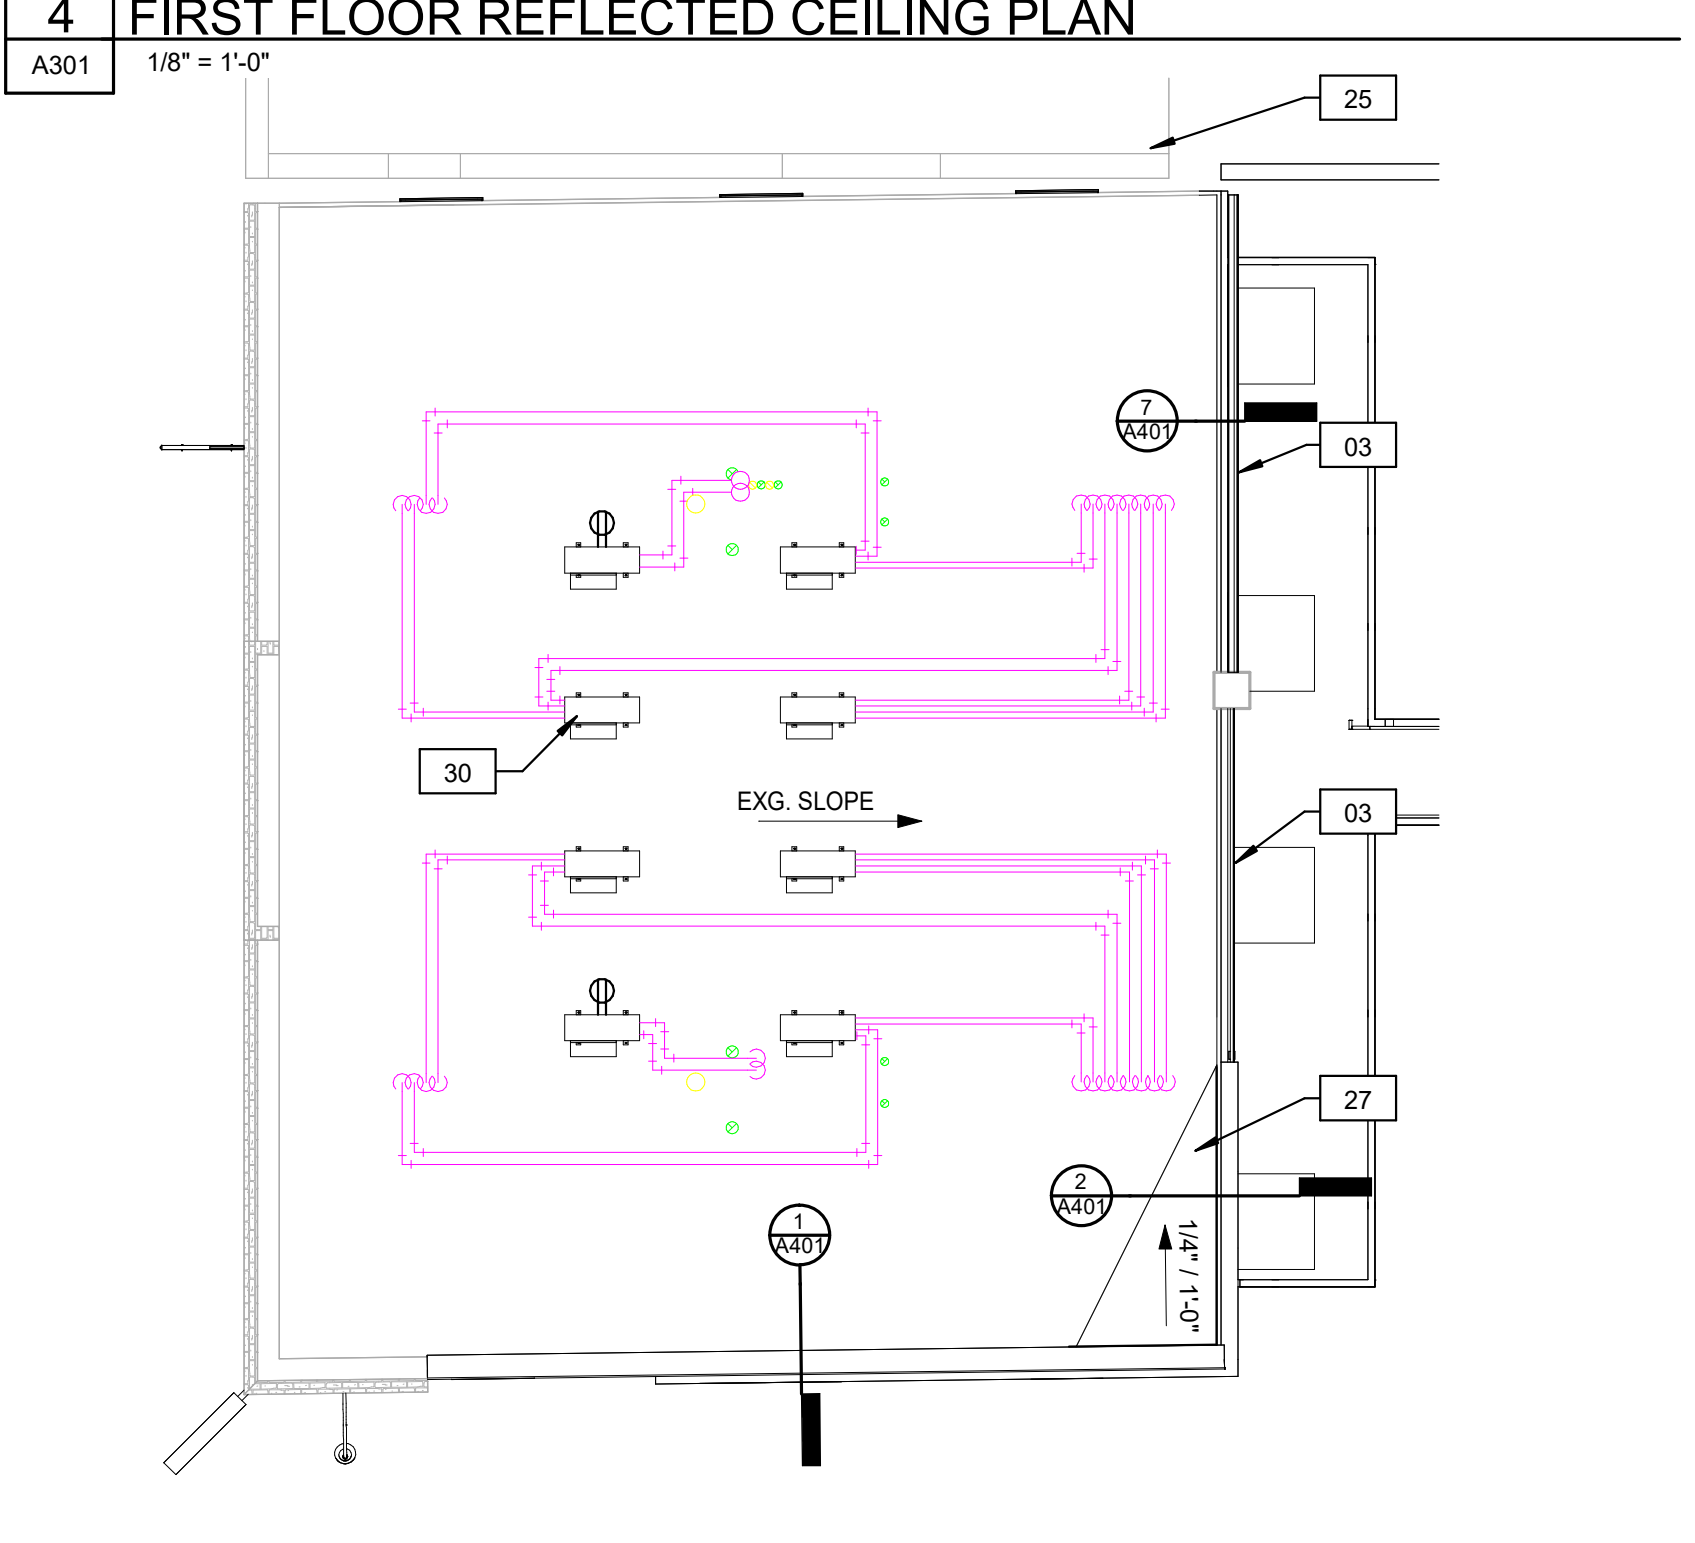 4 FIRST FLOOR REFLECTED CEILING PLAN
A301 1/8" = 1'-0"
25
7
A401
03
30
EXG. SLOPE
03
27
2
A401
1
A401
1/4" / 1'-0"